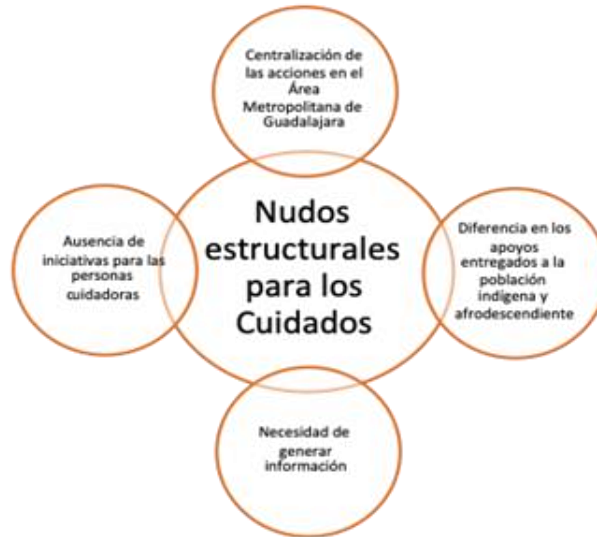 Centralización de
las acciones en el
Área
Metropolitana de
Guadalajara
Nudos
estructurales
para los
Cuidados
Ausencia de
iniciativas para las
personas
cuidadoras
Diferencia en los
apoyos
entregados a la
población
indígena y
afrodescendiente
Necesidad de
generar
información